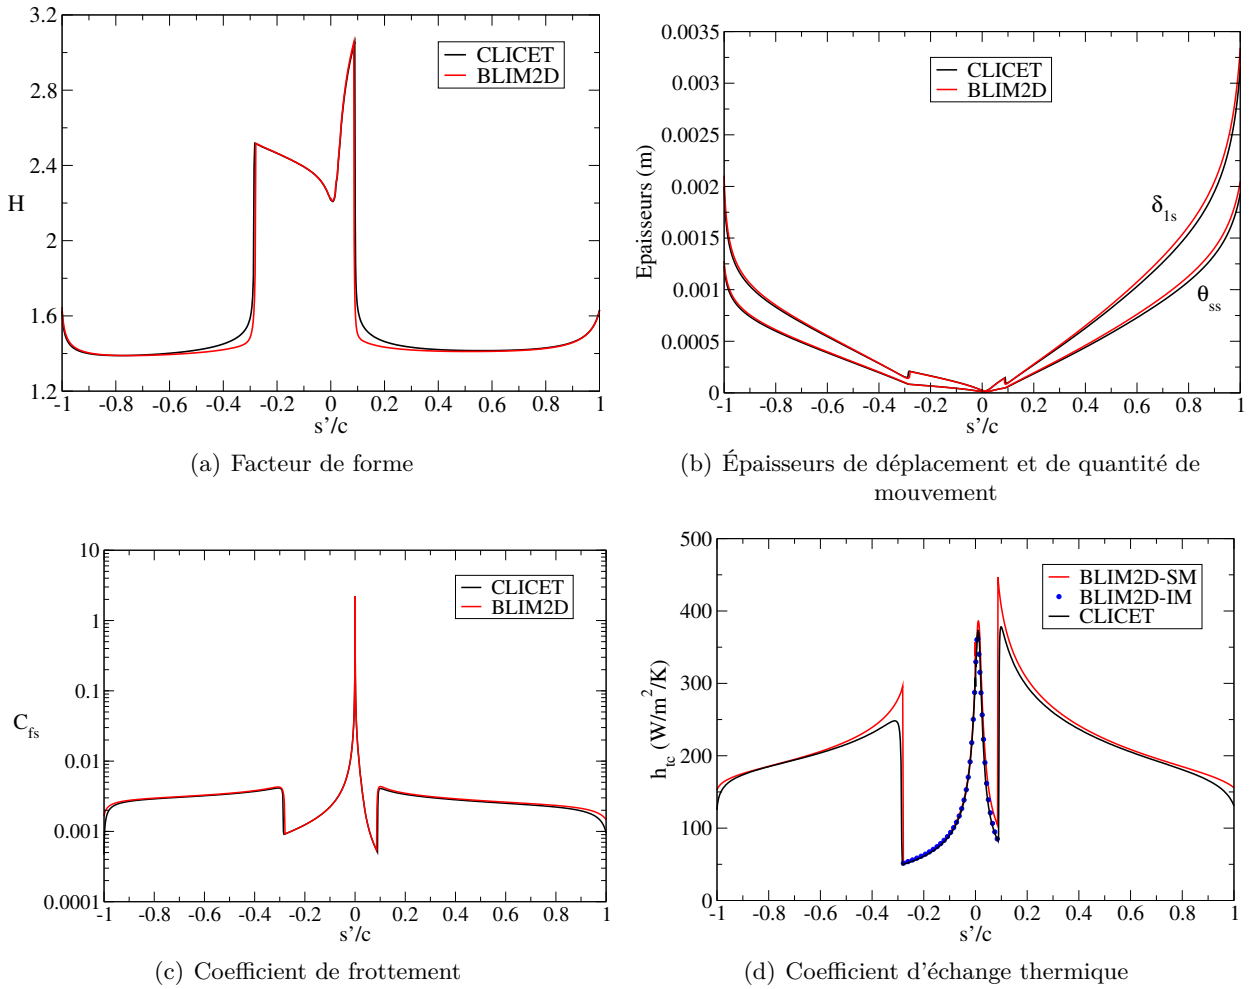 3.2
2.8
2.4
2
1.6
1.2
H
CLICET
BLIM2D
-1 -0.8 -0.6 -0.4 -0.2 0 0.2 0.4 0.6 0.8 1
s'/c
(a) Facteur de forme
0.0035
0.003
0.0025
0.002
0.0015
0.001
0.0005
0
Epaisseurs (m)
CLICET
BLIM2D
δ1s
θss
-1 -0.8 -0.6 -0.4 -0.2 0 0.2 0.4 0.6 0.8 1
s'/c
(b) Épaisseurs de déplacement et de quantité de
mouvement
10
1
0.1
0.01
0.001
0.0001
Cfs
CLICET
BLIM2D
-1 -0.8 -0.6 -0.4 -0.2 0 0.2 0.4 0.6 0.8 1
s'/c
(c) Coefficient de frottement
500
400
300
200
100
0
htc (W/m²/K)
BLIM2D-SM
BLIM2D-IM
CLICET
-1 -0.8 -0.6 -0.4 -0.2 0 0.2 0.4 0.6 0.8 1
s'/c
(d) Coefficient d'échange thermique